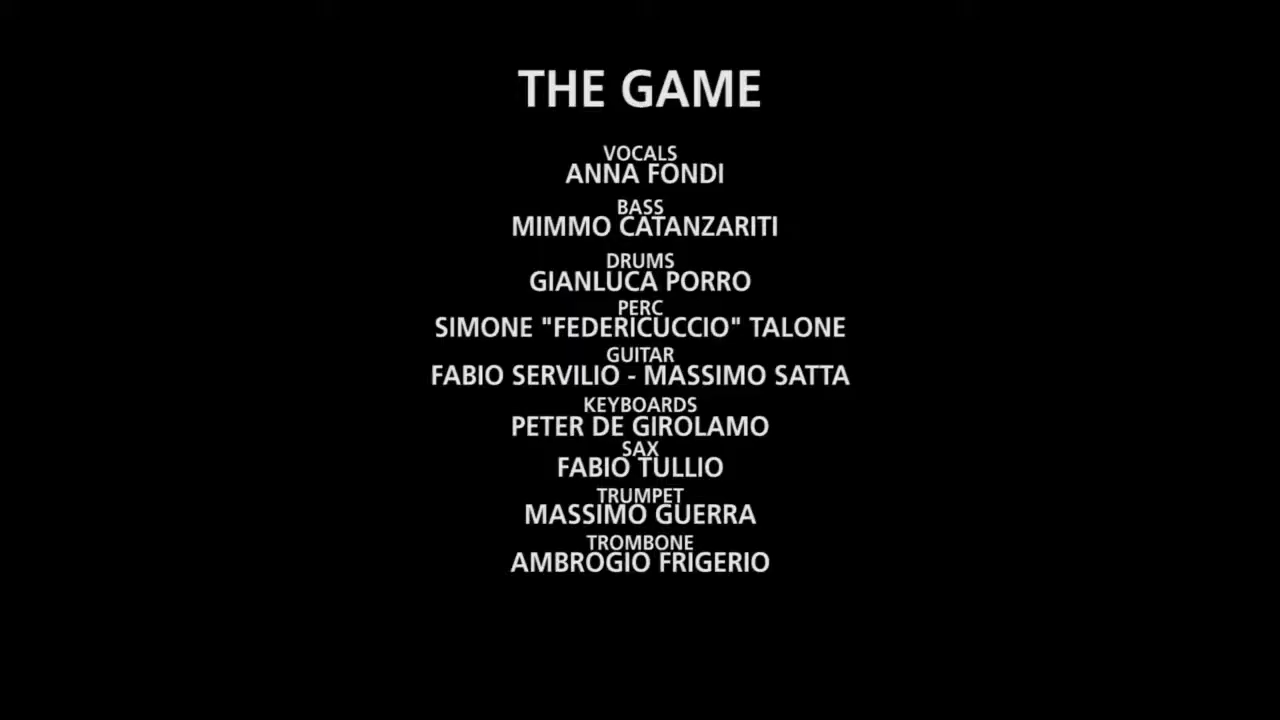 THE GAME
VOCALS
ANNA FONDI
BASS
MIMMO CATANZARITI
DRUMS
GIANLUCA PORRO
PERC
SIMONE "FEDERICUCCIO" TALONE
GUITAR
FABIO SERVILIO - MASSIMO SATTA
KEYBOARDS
PETER DE GIROLAMO
SAX
FABIO TULLIO
TRUMPET
MASSIMO GUERRA
TROMBONE
AMBROGIO FRIGERIO